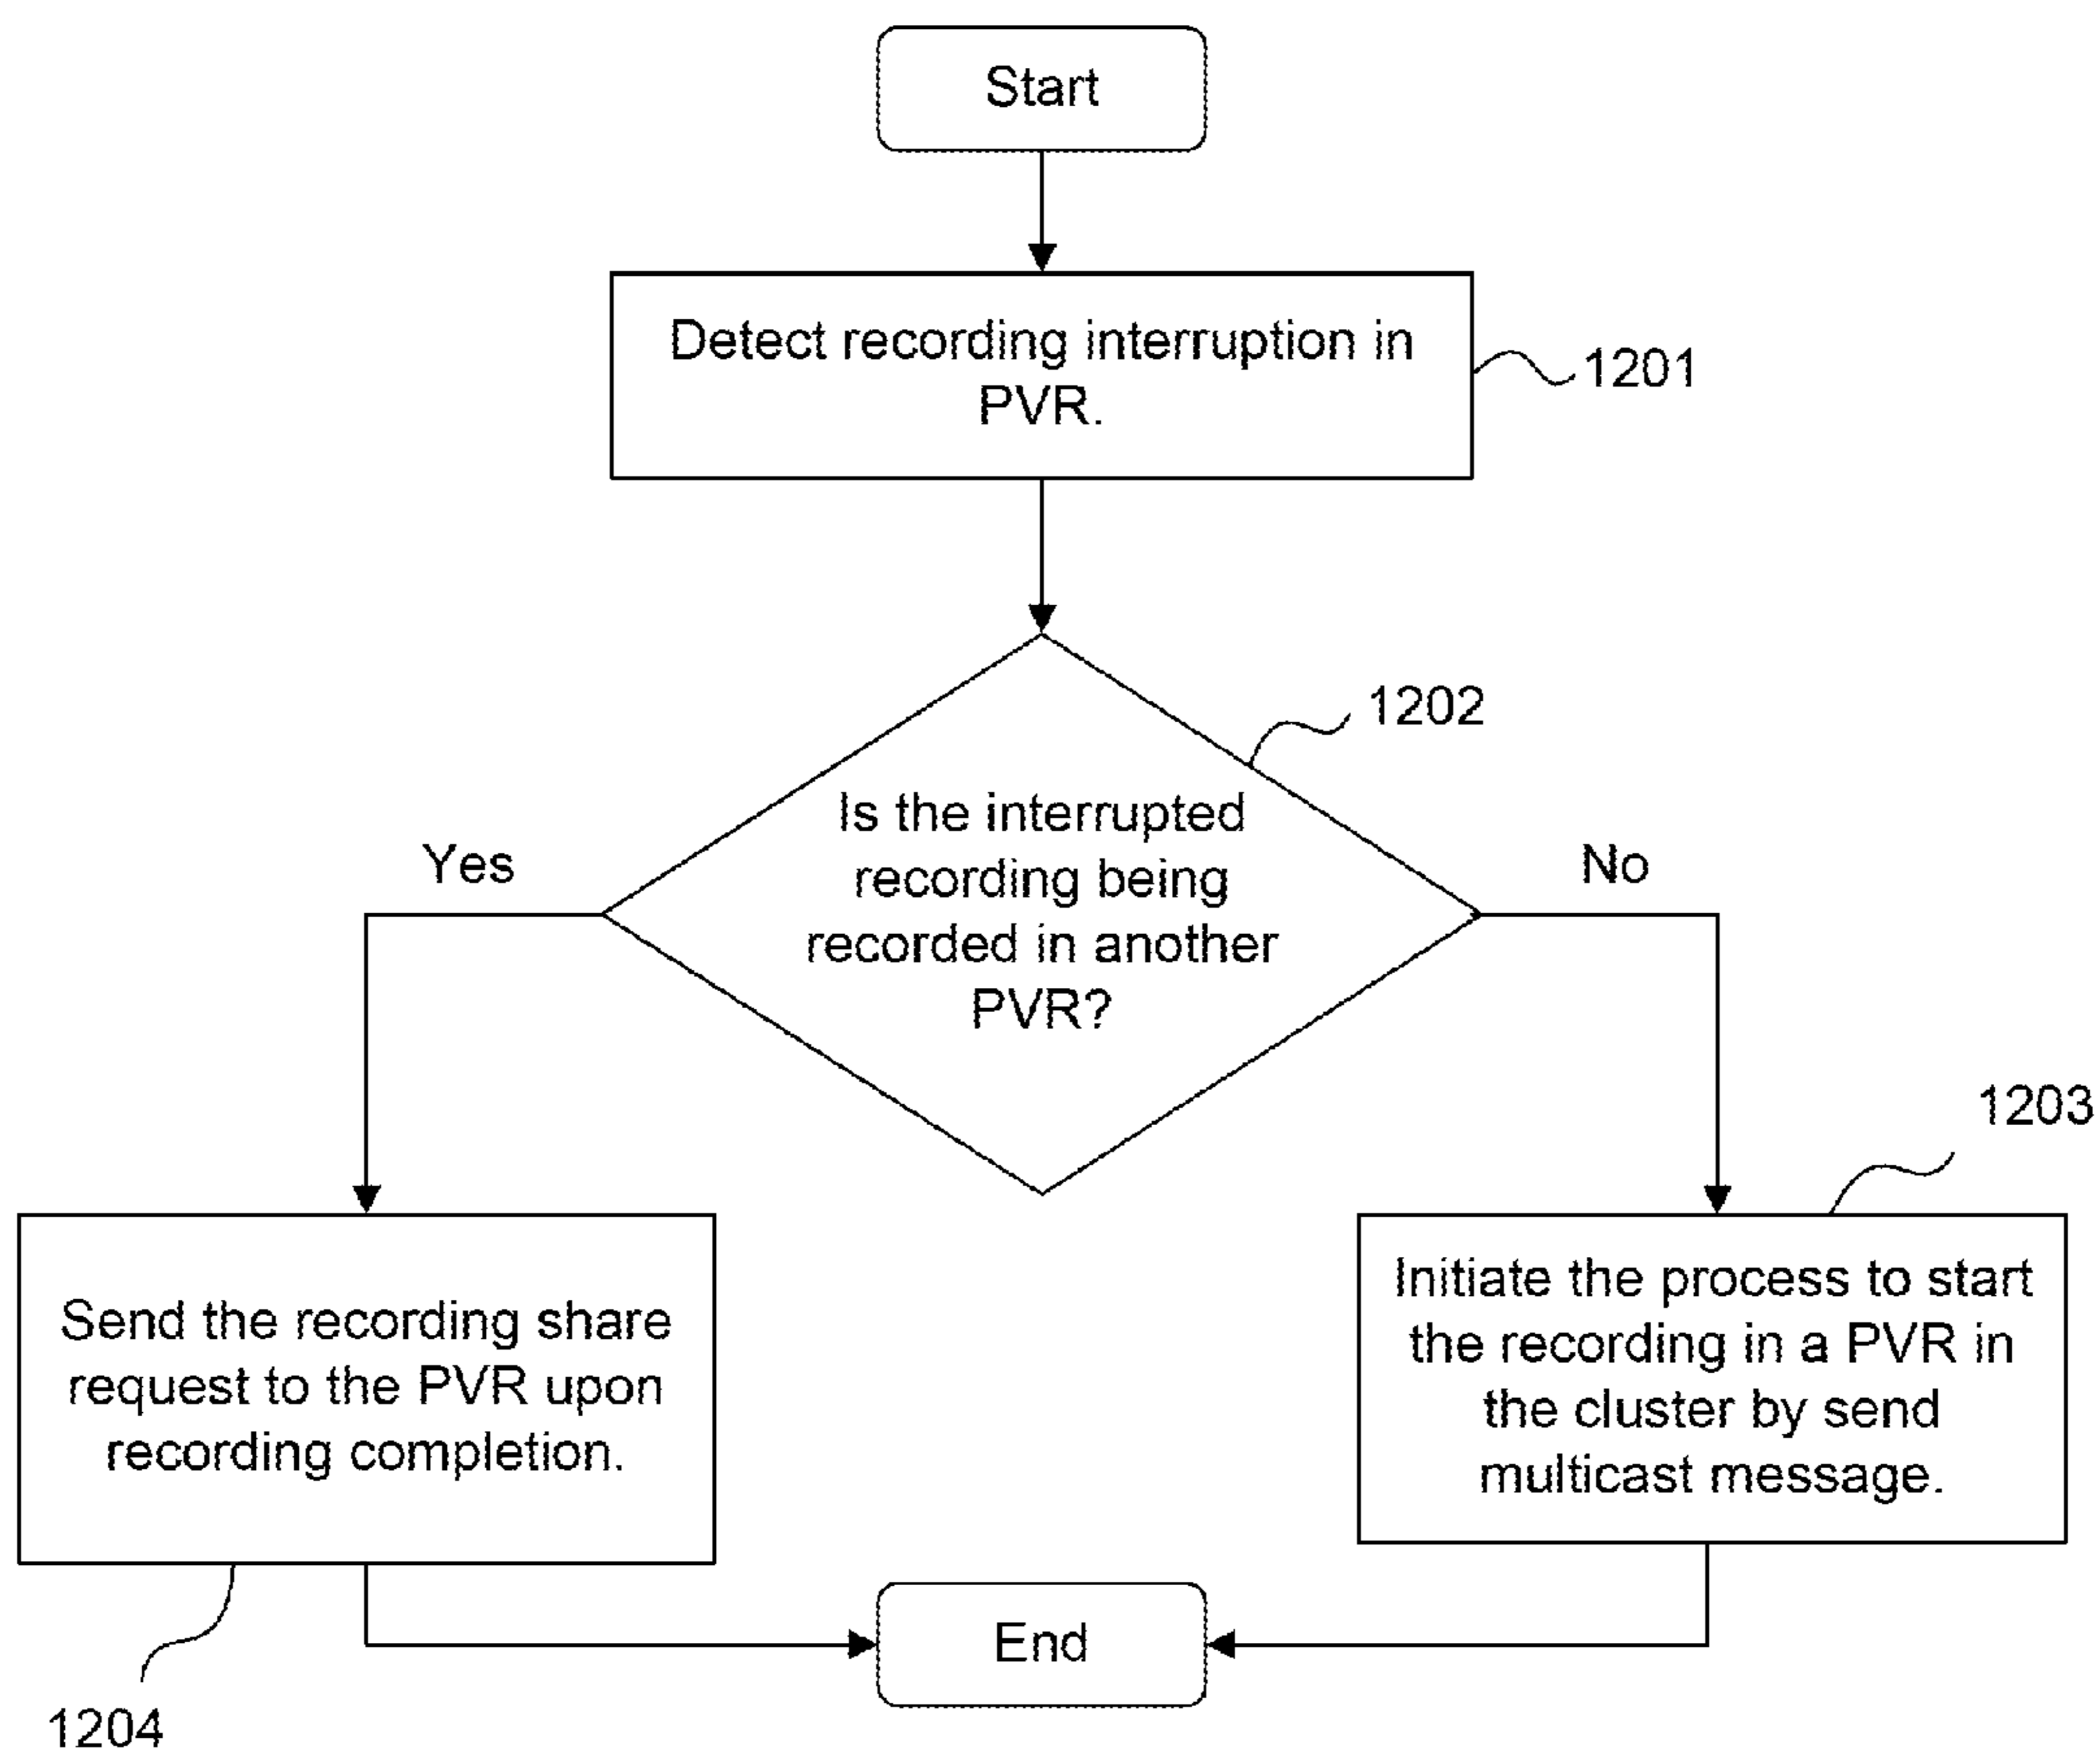 Start
Detect recording interruption in
PVR.
1201
1202
Is the interrupted
recording being
recorded in another
PVR?
Yes
No
1203
Send the recording share
request to the PVR upon
recording completion.
Initiate the process to start
the recording in a PVR in
the cluster by send
multicast message.
End
1204